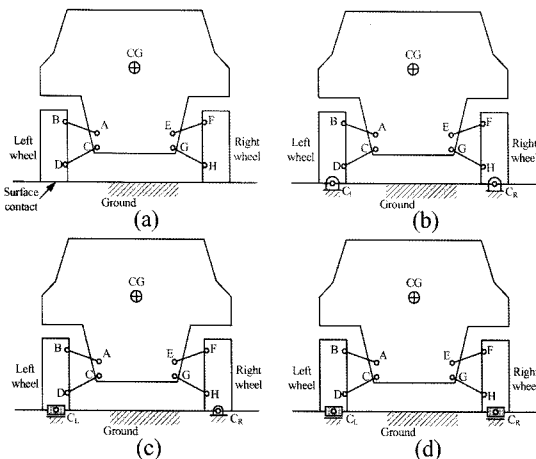 CG
B
A
E
F
Left
wheel
C
G
Right
wheel
D
H
Surface
contact
Ground
(a)
CG
B
A
E
F
Left
wheel
C
G
Right
wheel
D
H
C_R
Ground
(b)
CG
B
A
E
F
Left
wheel
C
G
Right
wheel
D
H
C_L
C_R
Ground
(c)
CG
B
A
E
F
Left
wheel
C
G
Right
wheel
D
H
C_L
C_R
Ground
(d)